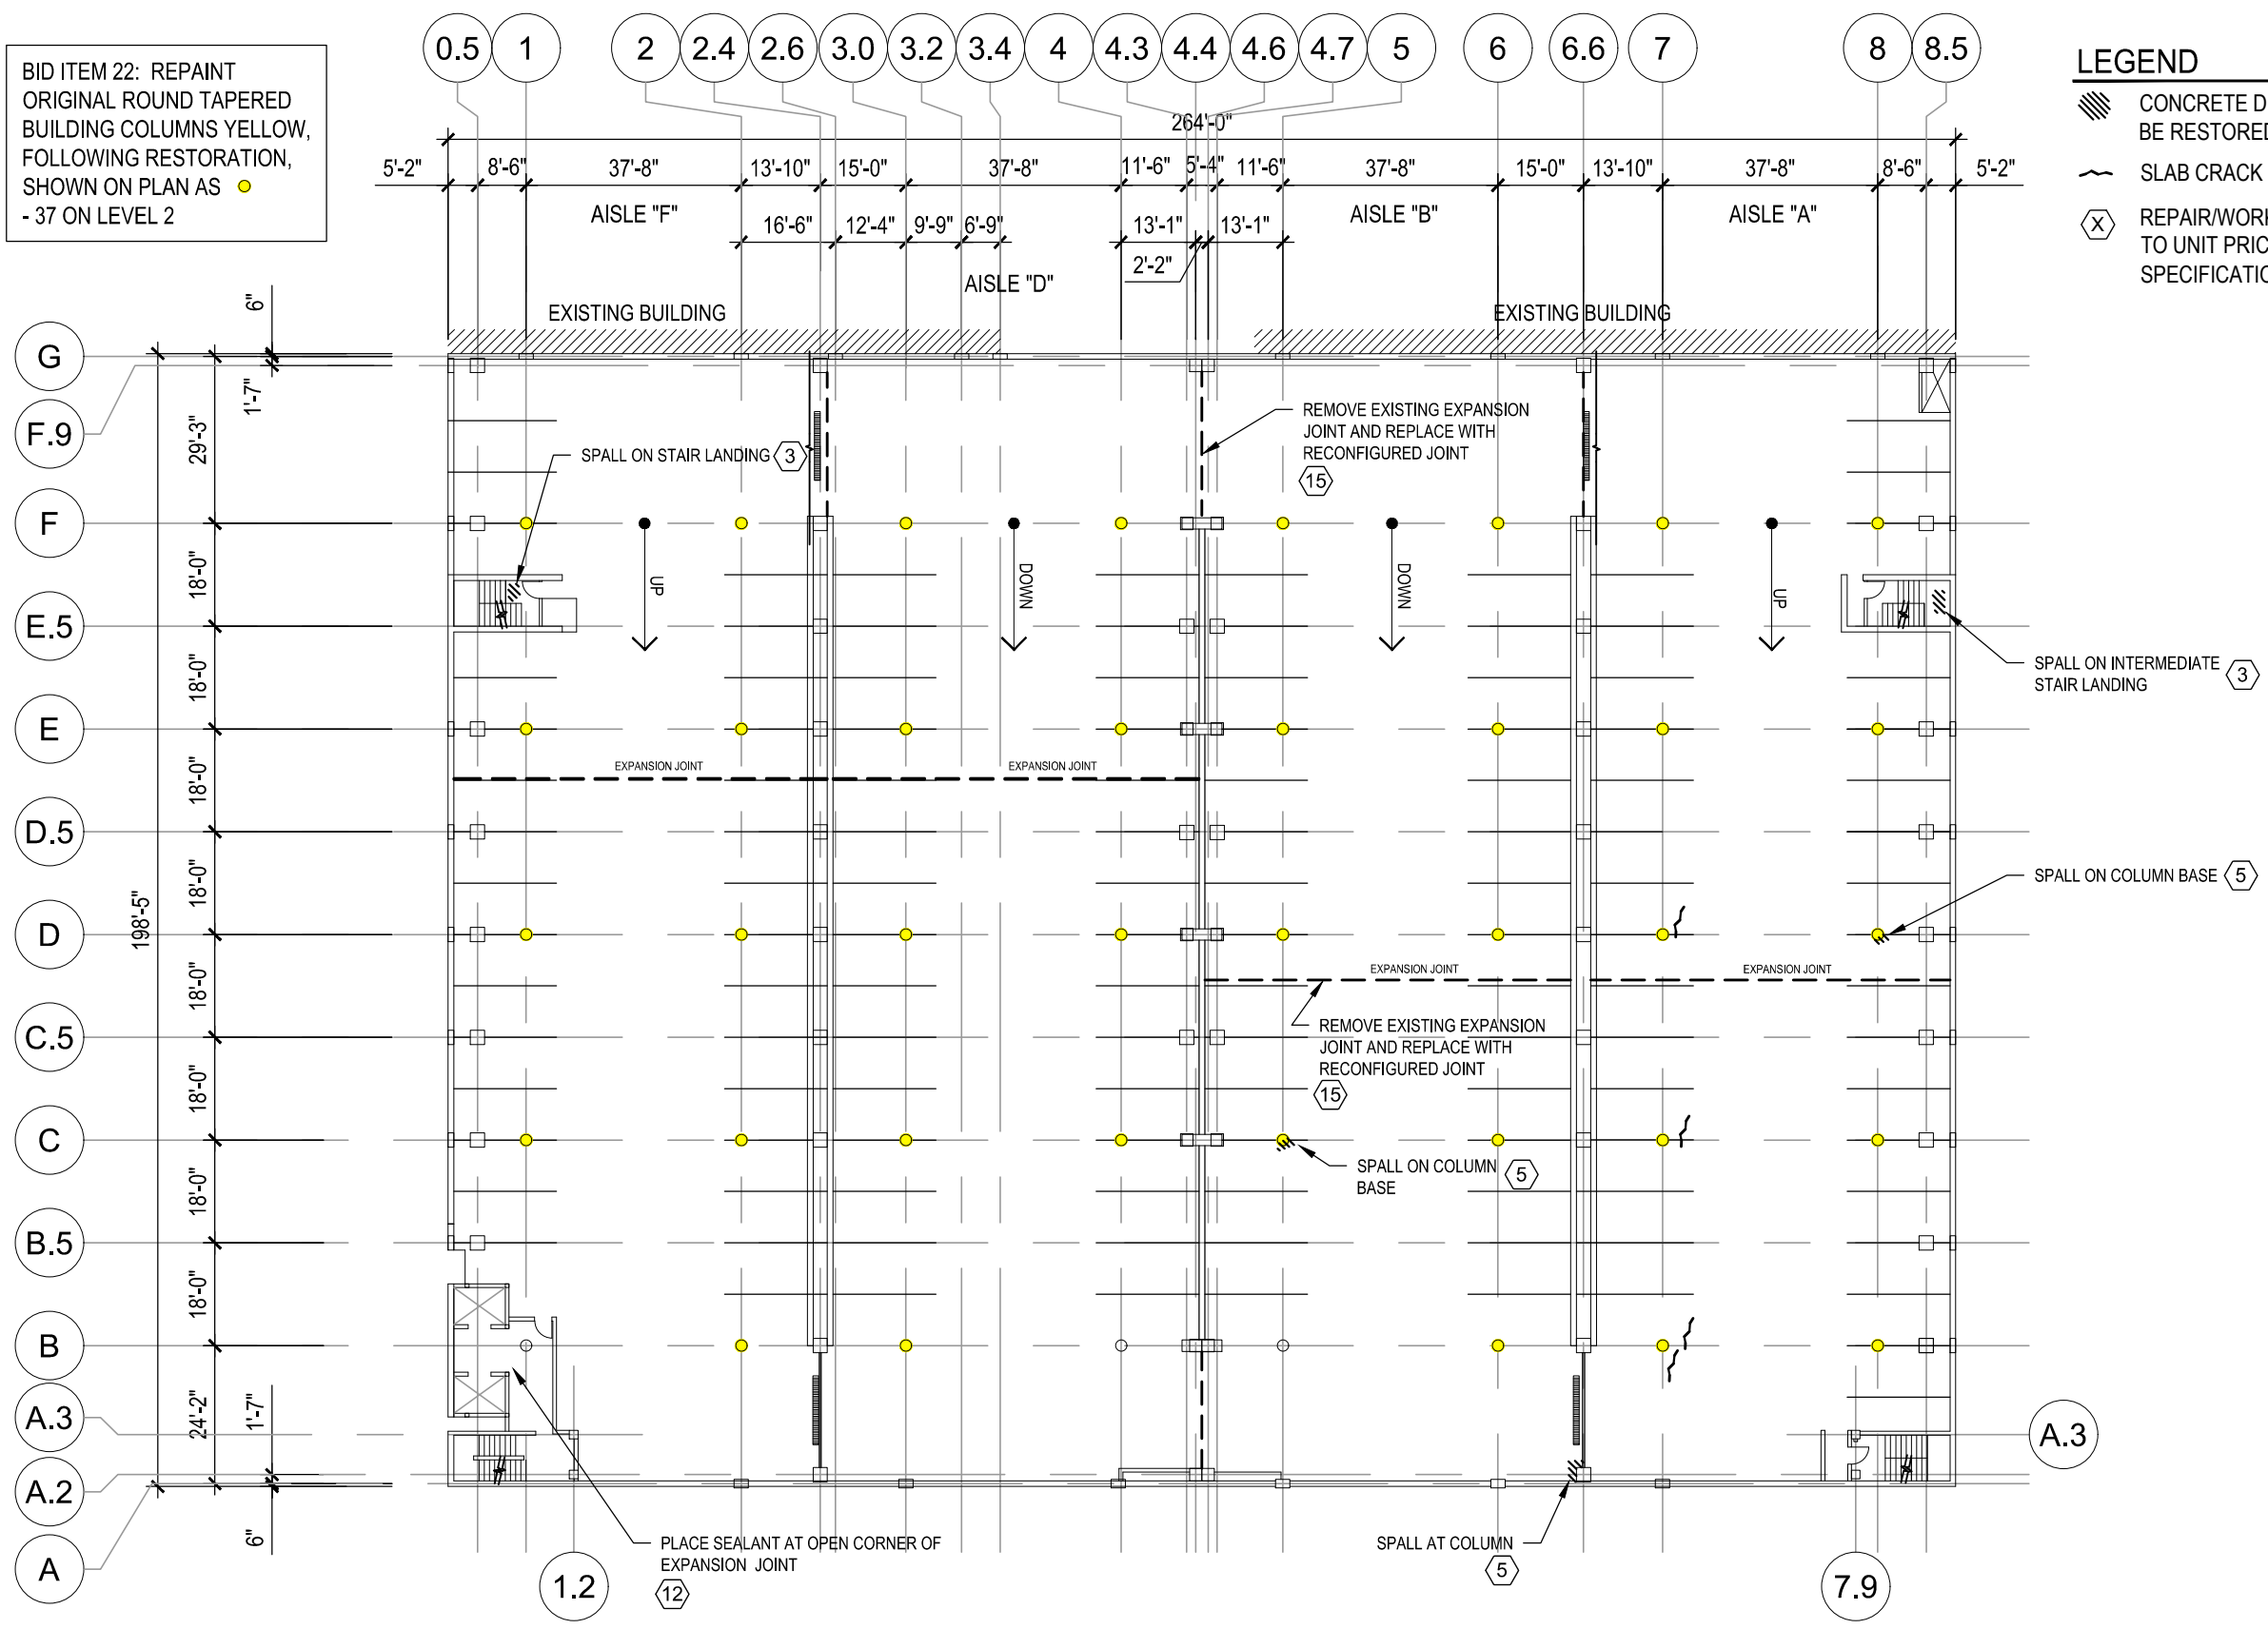 0.5 1 2 2.4 2.6 3.0 3.2 3.4 4 4.3 4.4 4.6 4.7 5 6 6.6 7 8 8.5
BID ITEM 22: REPAINT
ORIGINAL ROUND TAPERED
BUILDING COLUMNS YELLOW,
FOLLOWING RESTORATION,
SHOWN ON PLAN AS
- 37 ON LEVEL 2
LEGEND
CONCRETE D
BE RESTORED
SLAB CRACK
X
REPAIR/WORK
TO UNIT PRIC
SPECIFICATIO
264'-0"
5'-2" 8'-6" 37'-8" 13'-10" 15'-0" 37'-8" 11'-6" 5'-4" 11'-6" 37'-8" 15'-0" 13'-10" 37'-8" 8'-6" 5'-2"
AISLE "F" AISLE "B" AISLE "A"
16'-6" 12'-4" 9'-9" 6'-9" 13'-1" 13'-1"
2'-2"
AISLE "D"
EXISTING BUILDING EXISTING BUILDING
6"
G
1'-7"
F.9
29'-3"
REMOVE EXISTING EXPANSION
JOINT AND REPLACE WITH
RECONFIGURED JOINT
15
SPALL ON STAIR LANDING 3
F
18'-0"
UP DOWN DOWN UP
E.5
18'-0"
SPALL ON INTERMEDIATE
STAIR LANDING
3
E
18'-0"
EXPANSION JOINT EXPANSION JOINT
D.5
18'-0"
SPALL ON COLUMN BASE 5
198'-5"
D
18'-0"
EXPANSION JOINT EXPANSION JOINT
REMOVE EXISTING EXPANSION
JOINT AND REPLACE WITH
RECONFIGURED JOINT
15
C.5
18'-0"
C
18'-0"
SPALL ON COLUMN
BASE
5
B.5
18'-0"
B
24'-2"
1'-7"
A.3 A.3
A.2
6"
A
PLACE SEALANT AT OPEN CORNER OF
EXPANSION JOINT
12
SPALL AT COLUMN
5
1.2 7.9